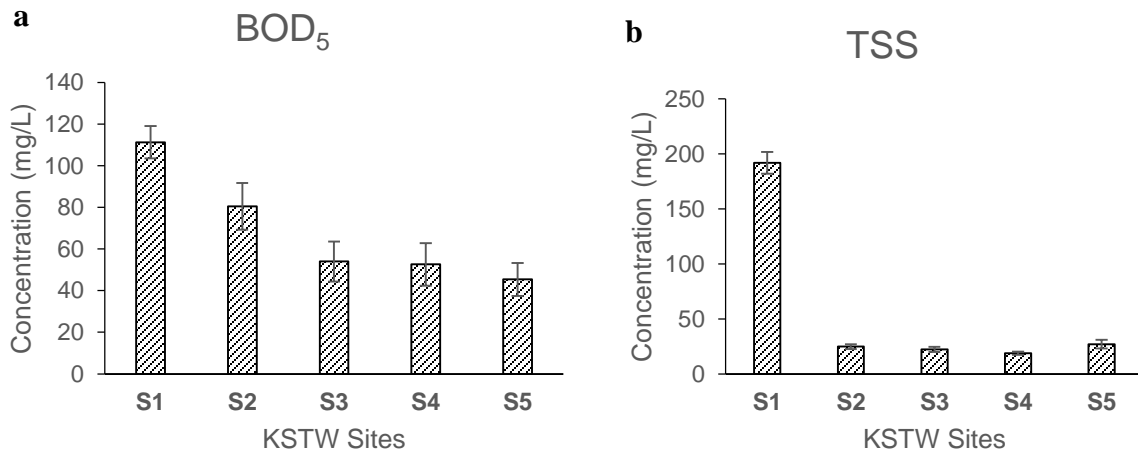 a
BOD5
Concentration (mg/L)
140
120
100
80
60
40
20
0
S1 S2 S3 S4 S5
KSTW Sites
b
TSS
Concentration (mg/L)
250
200
150
100
50
0
S1 S2 S3 S4 S5
KSTW Sites